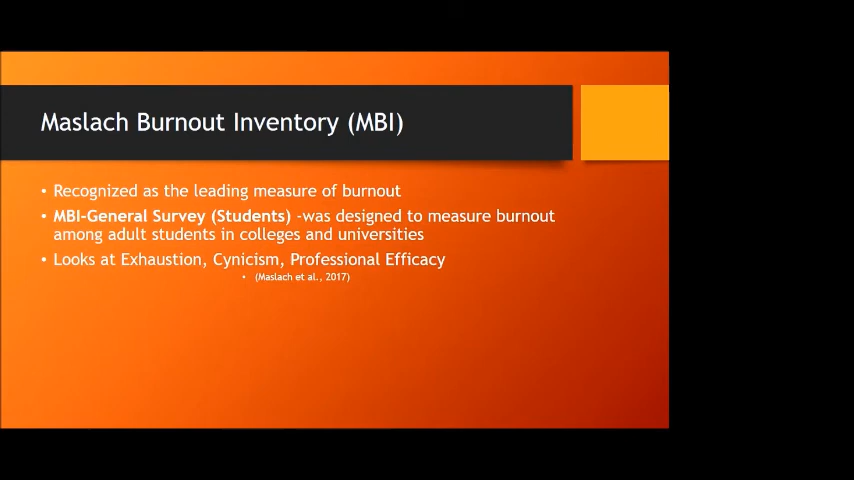 Maslach Burnout Inventory (MBI)
• Recognized as the leading measure of burnout
• MBI-General Survey (Students) -was designed to measure burnout
among adult students in colleges and universities
• Looks at Exhaustion, Cynicism, Professional Efficacy
• (Maslach et al., 2017)